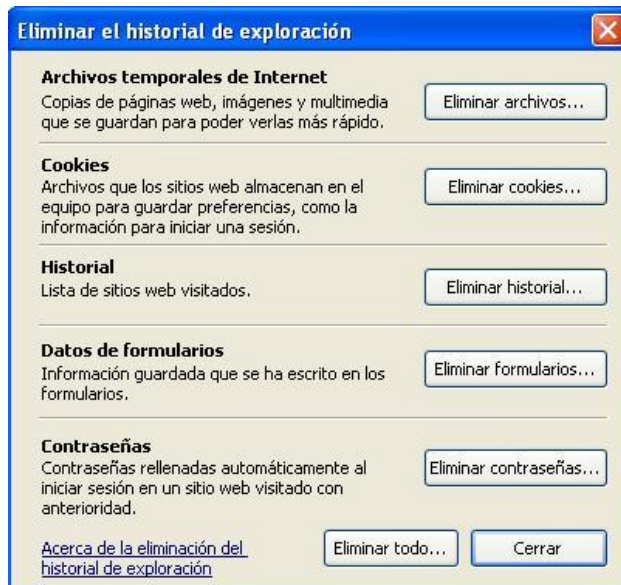 Eliminar el historial de exploración
Archivos temporales de Internet
Copias de páginas web, imágenes y multimedia
que se guardan para poder verlas más rápido.
Eliminar archivos...
Cookies
Archivos que los sitios web almacenan en el
equipo para guardar preferencias, como la
información para iniciar una sesión.
Eliminar cookies...
Historial
Lista de sitios web visitados.
Eliminar historial...
Datos de formularios
Información guardada que se ha escrito en los
formularios.
Eliminar formularios...
Contraseñas
Contraseñas rellenadas automáticamente al
iniciar sesión en un sitio web visitado con
anterioridad.
Eliminar contraseñas...
Acerca de la eliminación del
historial de exploración
Eliminar todo...
Cerrar